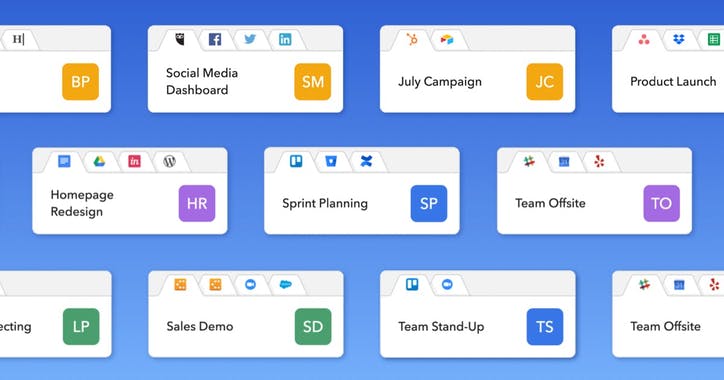 H|
BP
Social Media
Dashboard
SM
July Campaign
JC
Product Launch
Homepage
Redesign
HR
Sprint Planning
SP
Team Offsite
TO
ecting
LP
Sales Demo
SD
Team Stand-Up
TS
Team Offsite